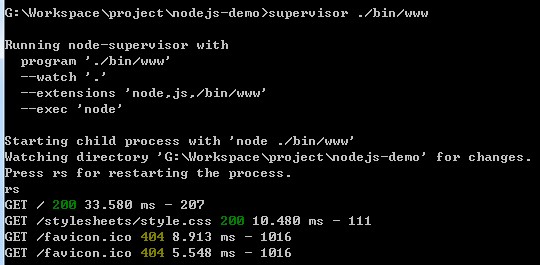 G:\Workspace\project\nodejs-demo>supervisor ./bin/www
Running node-supervisor with
program './bin/www'
--watch '.'
--extensions 'node,js,/bin/www'
--exec 'node'
Starting child process with 'node ./bin/www'
Watching directory 'G:\Workspace\project\nodejs-demo' for changes.
Press rs for restarting the process.
rs
GET / 200 33.580 ms - 207
GET /stylesheets/style.css 200 10.480 ms - 111
GET /favicon.ico 404 8.913 ms - 1016
GET /favicon.ico 404 5.548 ms - 1016